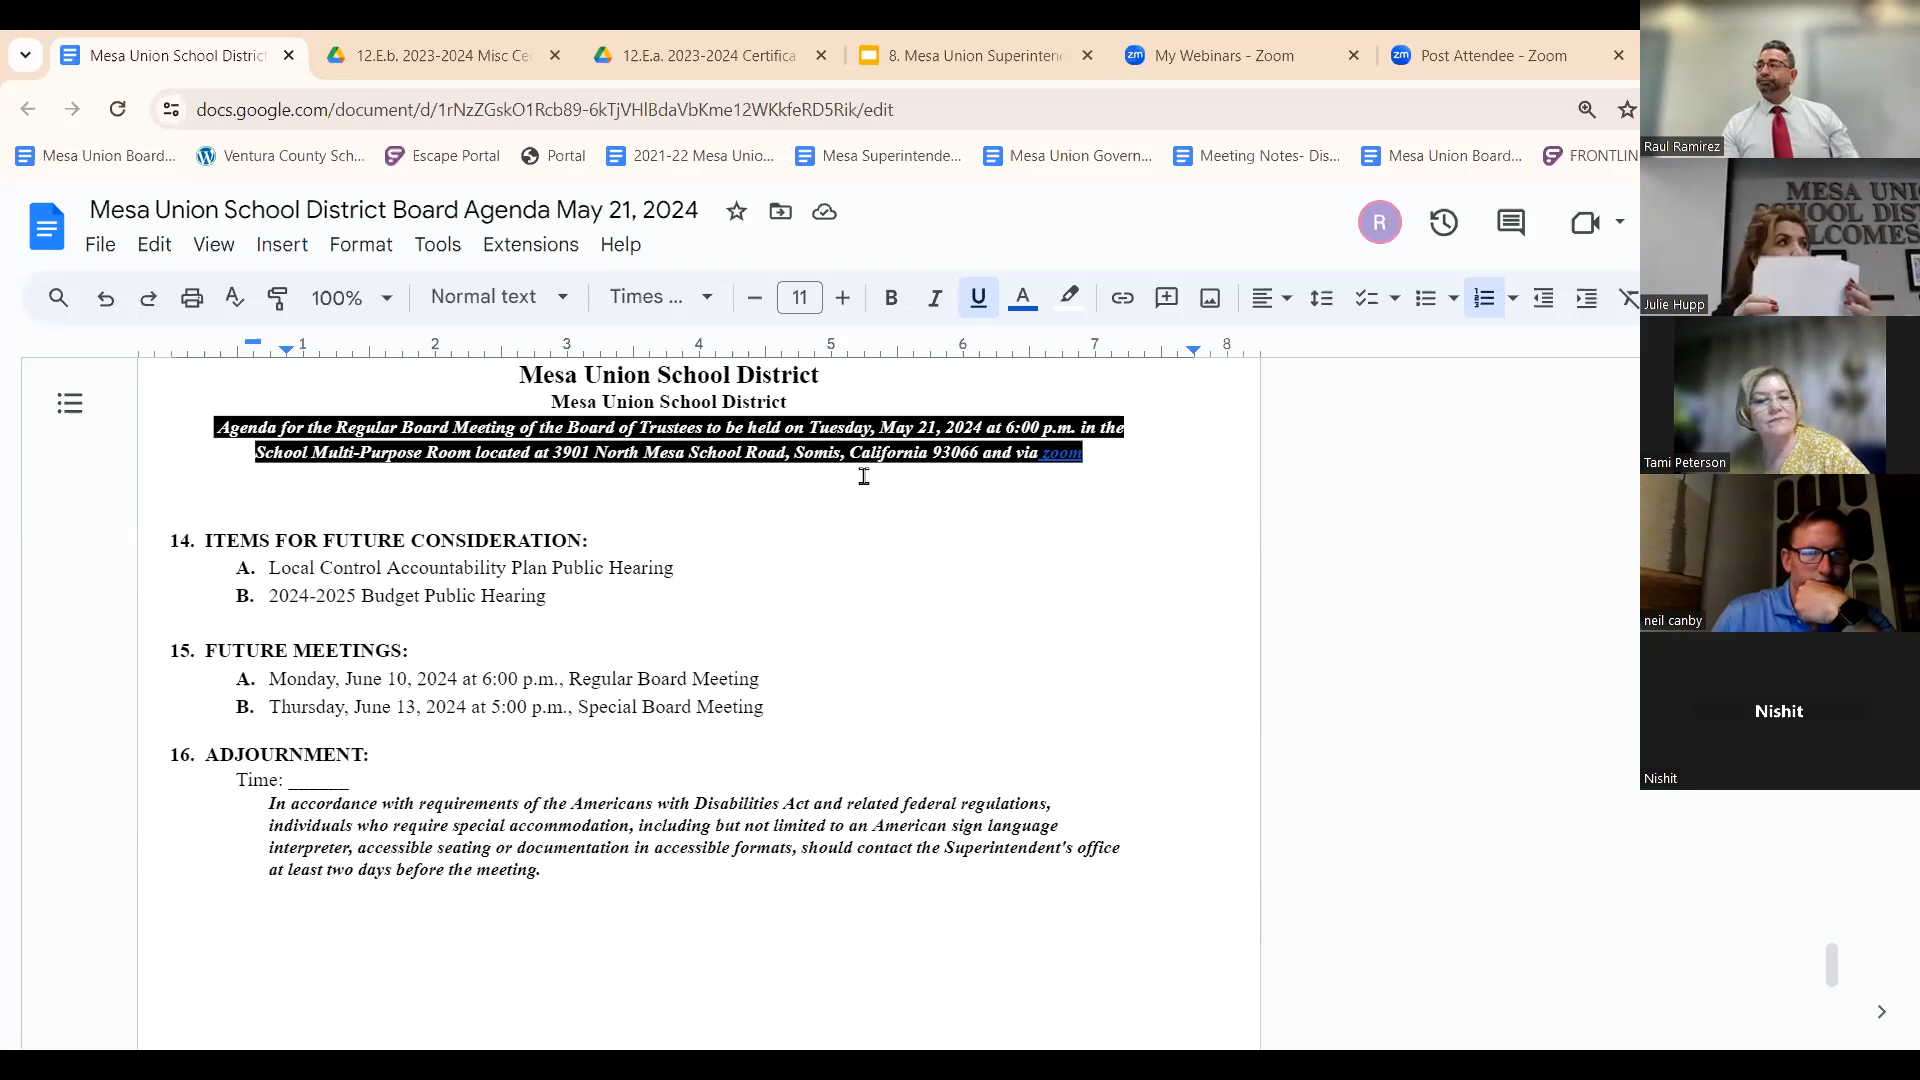 Mesa Union School District
12.E.b. 2023-2024 Misc Cer
12.E.a. 2023-2024 Certifica
8. Mesa Union Superinten
My Webinars - Zoom
Post Attendee - Zoom
docs.google.com/document/d/1rNzZGskO1Rcb89-6kTjVHlBdaVbKme12WKkfeRD5Rik/edit
Mesa Union Board...
Ventura County Sch...
Escape Portal
Portal
2021-22 Mesa Unio...
Mesa Superintende...
Mesa Union Govern...
Meeting Notes- Dis...
Mesa Union Board...
FRONTLIN
Mesa Union School District Board Agenda May 21, 2024
R
File Edit View Insert Format Tools Extensions Help
100% Normal text Times ... 11 B I U A
1 2 3 4 5 6 7 8
Mesa Union School District
Mesa Union School District
Agenda for the Regular Board Meeting of the Board of Trustees to be held on Tuesday, May 21, 2024 at 6:00 p.m. in the
School Multi-Purpose Room located at 3901 North Mesa School Road, Somis, California 93066 and via zoom
14. ITEMS FOR FUTURE CONSIDERATION:
A. Local Control Accountability Plan Public Hearing
B. 2024-2025 Budget Public Hearing
15. FUTURE MEETINGS:
A. Monday, June 10, 2024 at 6:00 p.m., Regular Board Meeting
B. Thursday, June 13, 2024 at 5:00 p.m., Special Board Meeting
16. ADJOURNMENT:
Time: ______
In accordance with requirements of the Americans with Disabilities Act and related federal regulations,
individuals who require special accommodation, including but not limited to an American sign language
interpreter, accessible seating or documentation in accessible formats, should contact the Superintendent's office
at least two days before the meeting.
Raul Ramirez
MESA UNI
SCHOOL DIS
LCOMES
Julie Hupp
Tami Peterson
neil canby
Nishit
Nishit